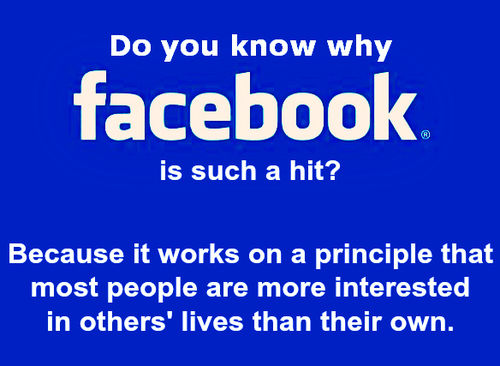 Do you know why
facebook®
is such a hit?
Because it works on a principle that
most people are more interested
in others' lives than their own.